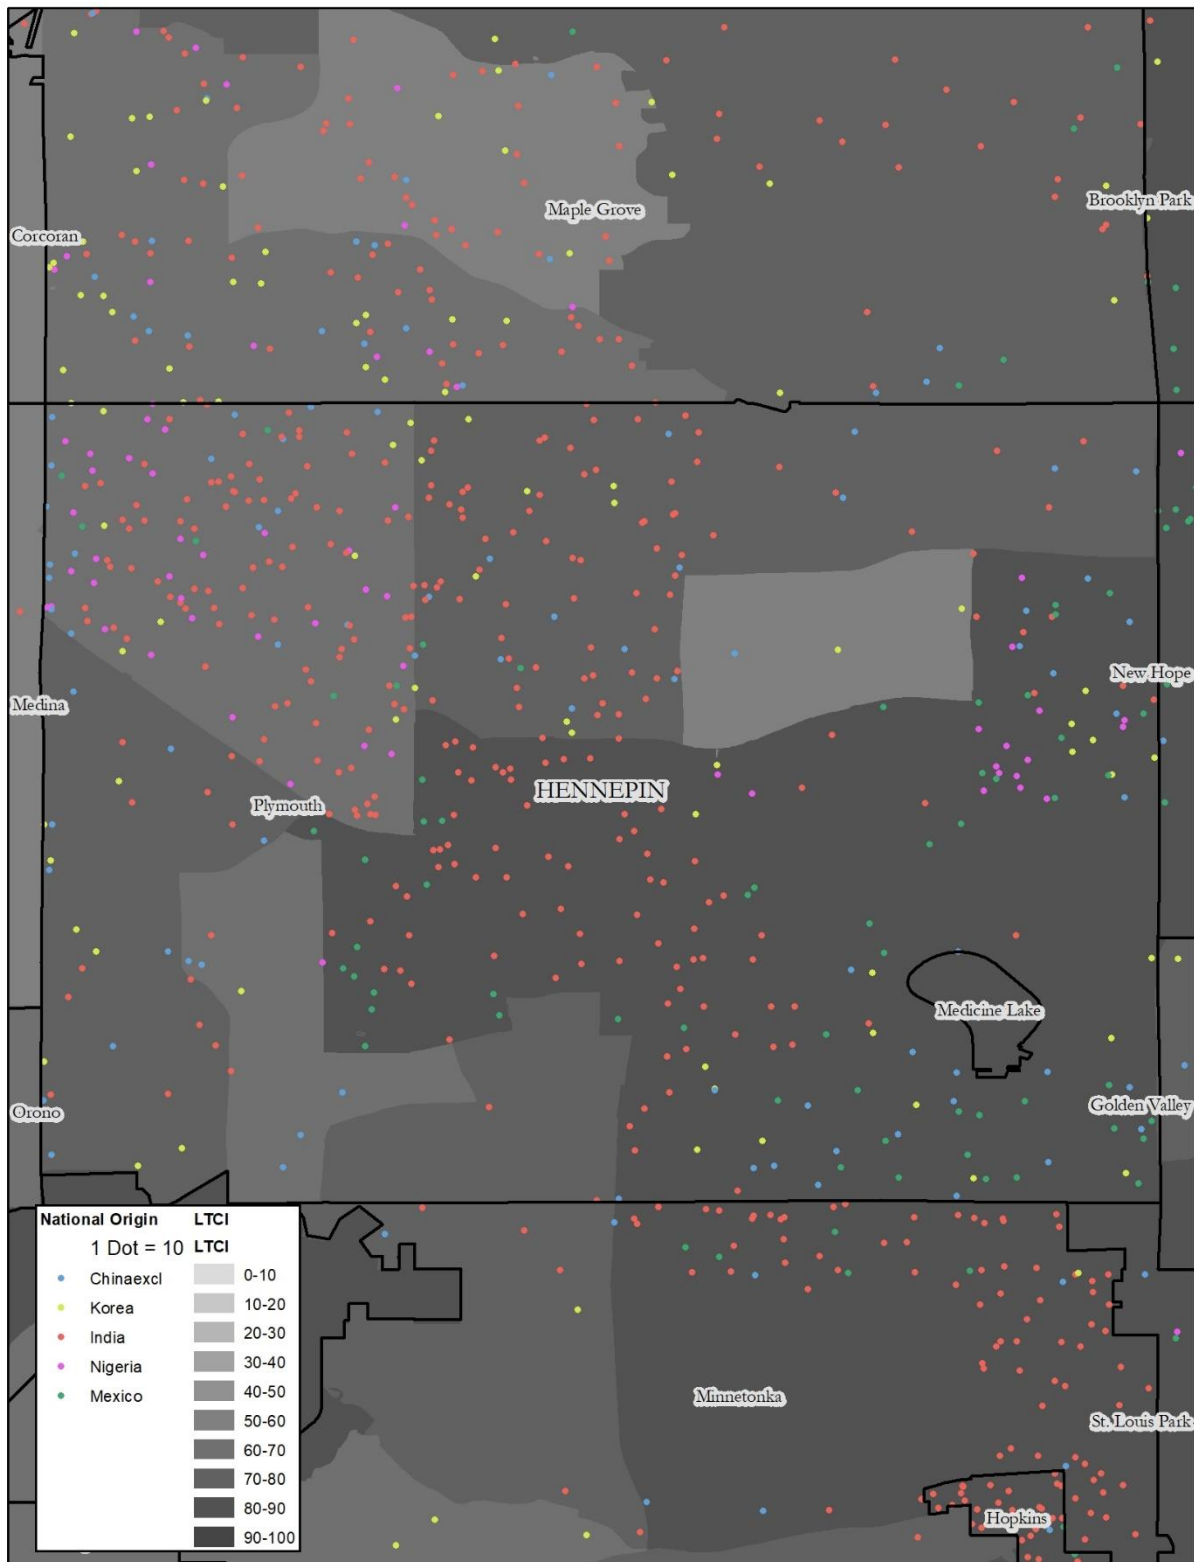 Maple Grove
Brooklyn Park
Corcoran
New Hope
Medina
HENNEPIN
Plymouth
Medicine Lake
Orono
Golden Valley
National Origin LTCI
1 Dot = 10 LTCI
Chinaexcl 0-10
Korea 10-20
India 20-30
Nigeria 30-40
Mexico 40-50
50-60
60-70
70-80
80-90
90-100
Minnetonka
St. Louis Park
Hopkins